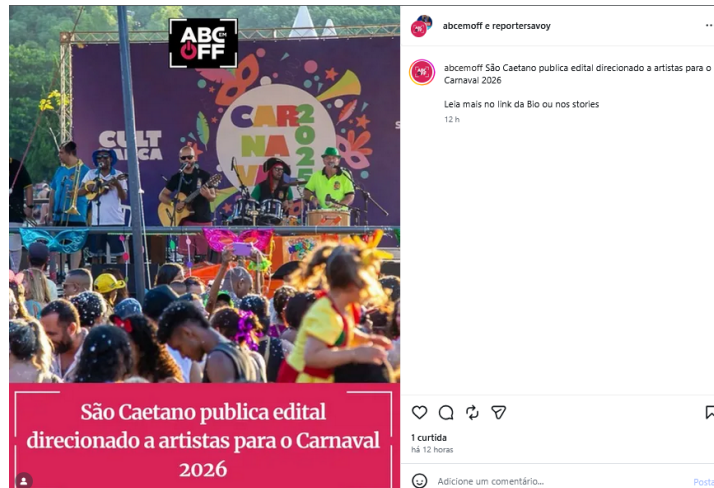 ABC
EM
OFF
CULT
CAR
NA
VAL
2025
São Caetano publica edital
direcionado a artistas para o Carnaval
2026
abcemoff e reportersavoy
abcemoff São Caetano publica edital direcionado a artistas para o
Carnaval 2026
Leia mais no link da Bio ou nos stories
12 h
1 curtida
há 12 horas
Adicione um comentário...